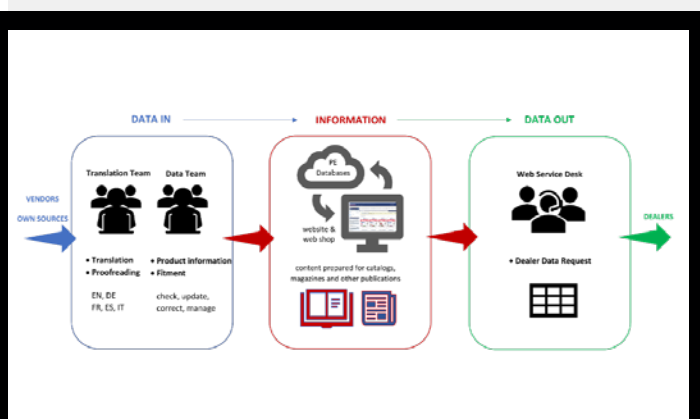 DATA IN
INFORMATION
DATA OUT
VENDORS
OWN SOURCES
Translation Team
Data Team
• Translation
• Proofreading
EN, DE
FR, ES, IT
• Product information
• Fitment
check, update,
correct, manage
PE
Databases
website &
web shop
content prepared for catalogs,
magazines and other publications
Web Service Desk
• Dealer Data Request
DEALERS